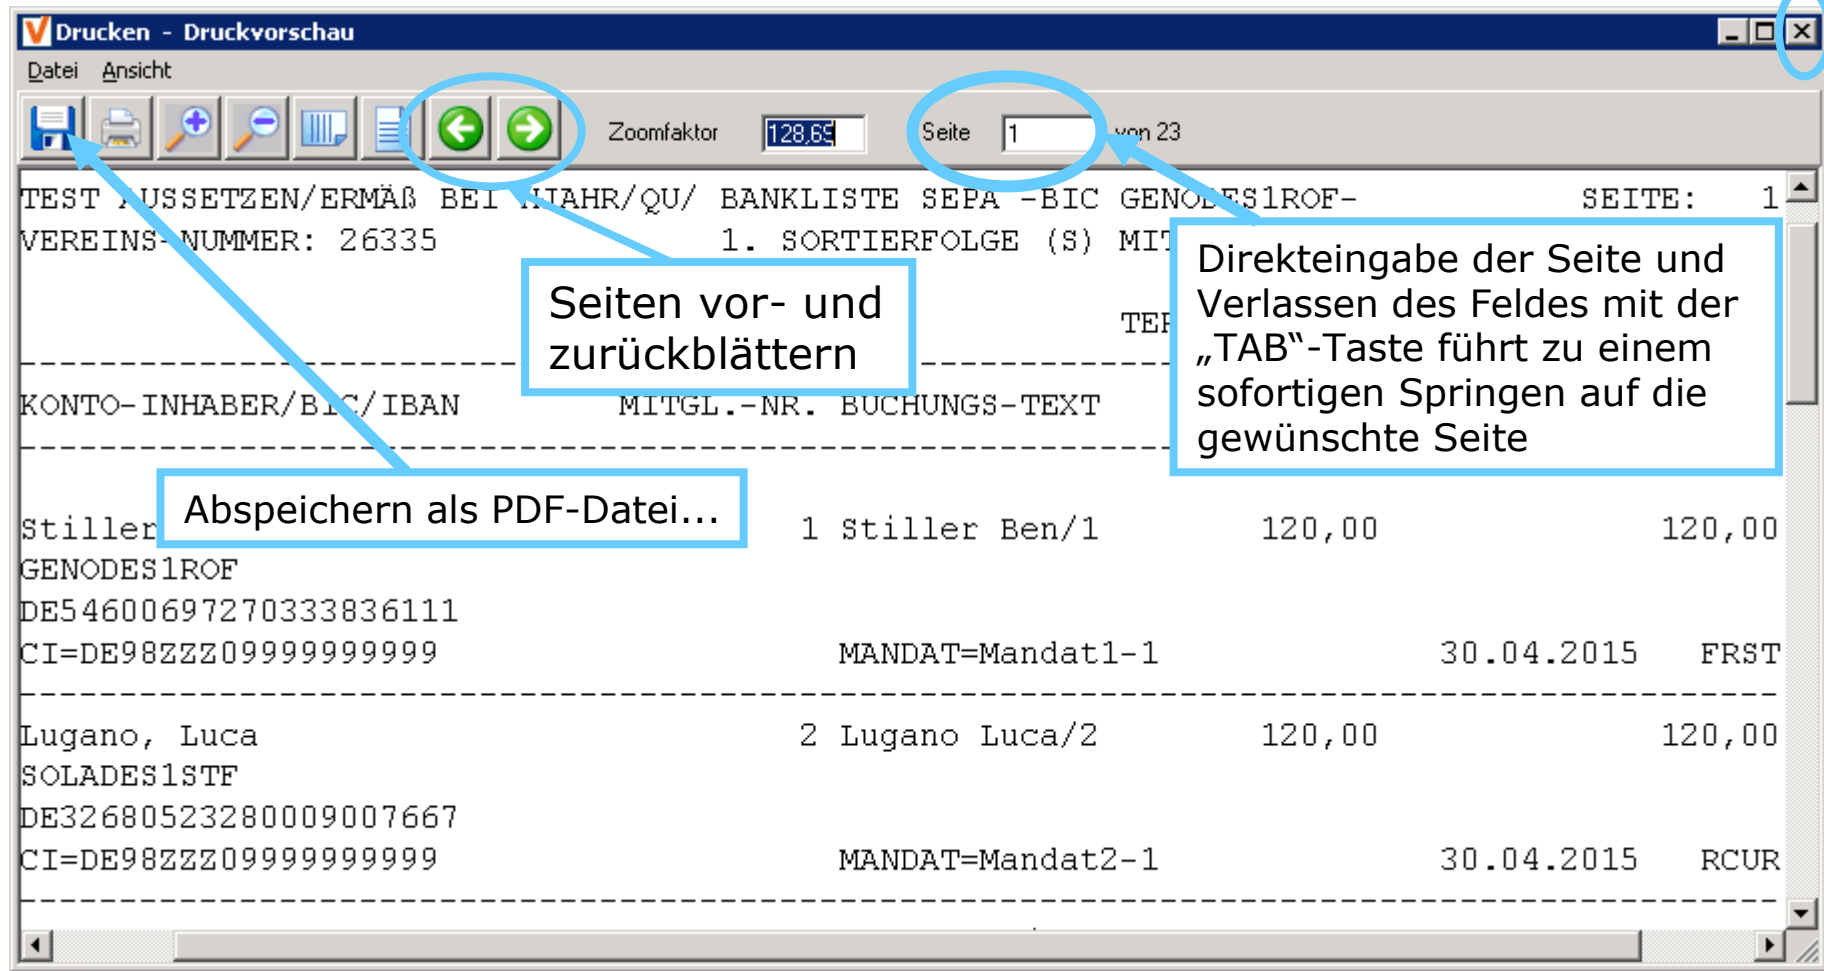 Drucken - Druckvorschau
Datei Ansicht
Zoomfaktor 128,69 Seite 1 von 23
TEST AUSSETZEN/ERMÄß BEI HJAHR/QU/ BANKLISTE SEPA -BIC GENODES1ROF- SEITE: 1
VEREINS-NUMMER: 26335 1. SORTIERFOLGE (S)
Direkteingabe der Seite und
Verlassen des Feldes mit der
„TAB“-Taste führt zu einem
sofortigen Springen auf die
gewünschte Seite
Seiten vor- und
zurückblättern
KONTO-INHABER/BIC/IBAN MITGL.-NR. BUCHUNGS-TEXT
Abspeichern als PDF-Datei...
Stiller 1 Stiller Ben/1 120,00 120,00
GENODES1ROF
DE54600697270333836111
CI=DE98ZZZ09999999999 MANDAT=Mandat1-1 30.04.2015 FRST
Lugano, Luca 2 Lugano Luca/2 120,00 120,00
SOLADES1STF
DE32680523280009007667
CI=DE98ZZZ09999999999 MANDAT=Mandat2-1 30.04.2015 RCUR